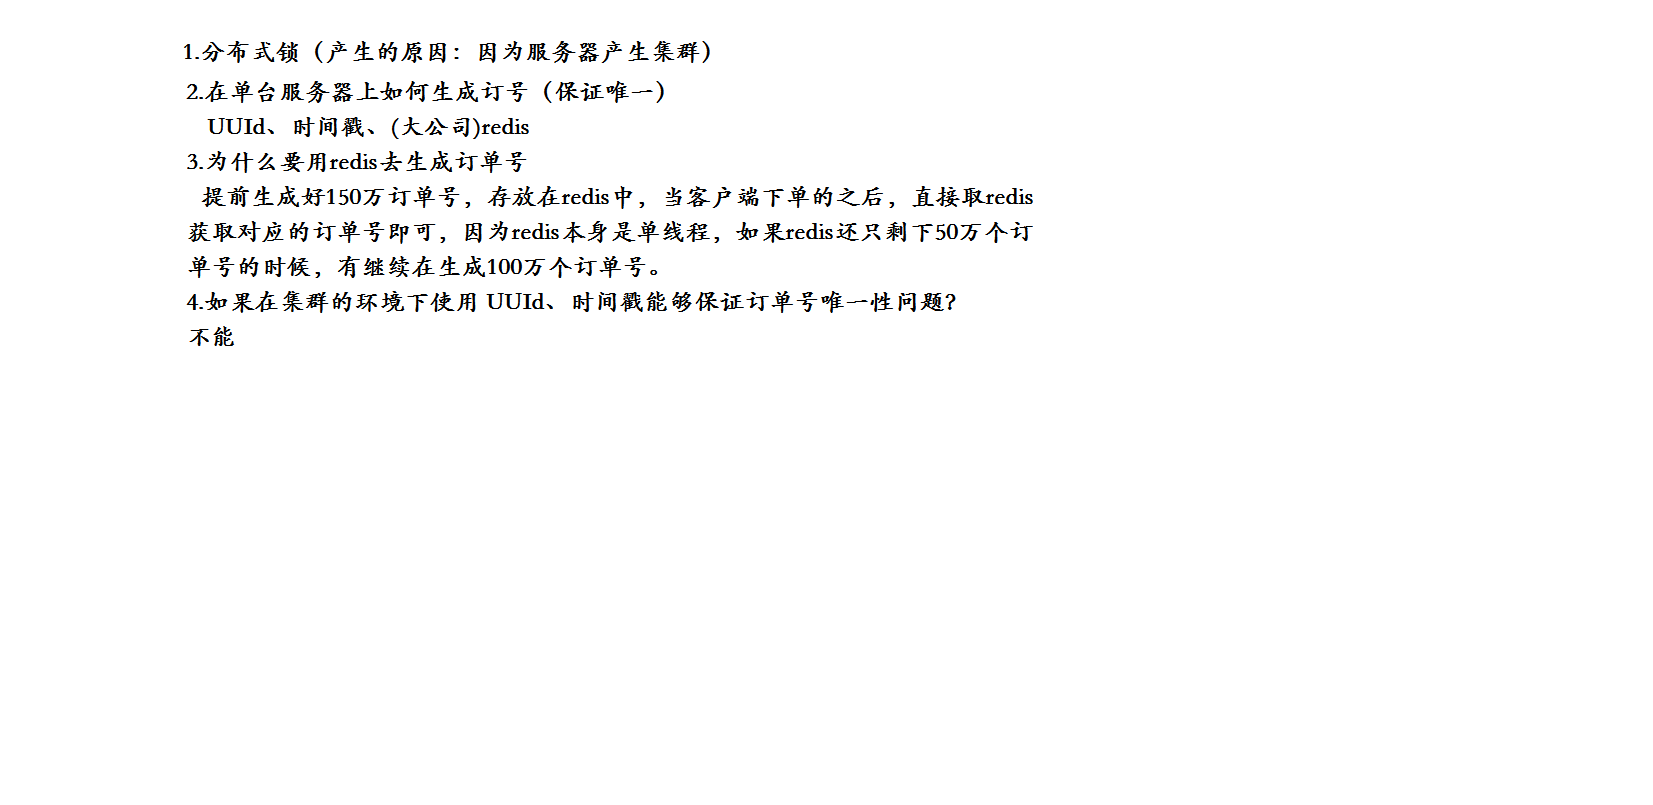 1.分布式锁（产生的原因：因为服务器产生集群）
2.在单台服务器上如何生成订号（保证唯一）
UUId、时间戳、(大公司)redis
3.为什么要用redis去生成订单号
提前生成好150万订单号，存放在redis中，当客户端下单的之后，直接取redis
获取对应的订单号即可，因为redis本身是单线程，如果redis还只剩下50万个订
单号的时候，有继续在生成100万个订单号。
4.如果在集群的环境下使用 UUId、时间戳能够保证订单号唯一性问题？
不能